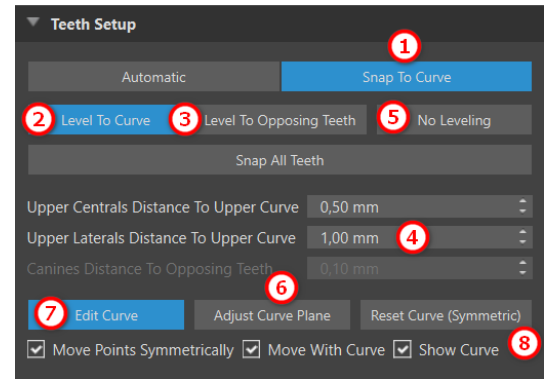 Teeth Setup
1
Automatic Snap To Curve
2 Level To Curve 3 Level To Opposing Teeth 5 No Leveling
Snap All Teeth
Upper Centrals Distance To Upper Curve 0,50 mm
Upper Laterals Distance To Upper Curve 1,00 mm 4
Canines Distance To Opposing Teeth 0,10 mm
6
7 Edit Curve Adjust Curve Plane Reset Curve (Symmetric)
Move Points Symmetrically Move With Curve Show Curve 8